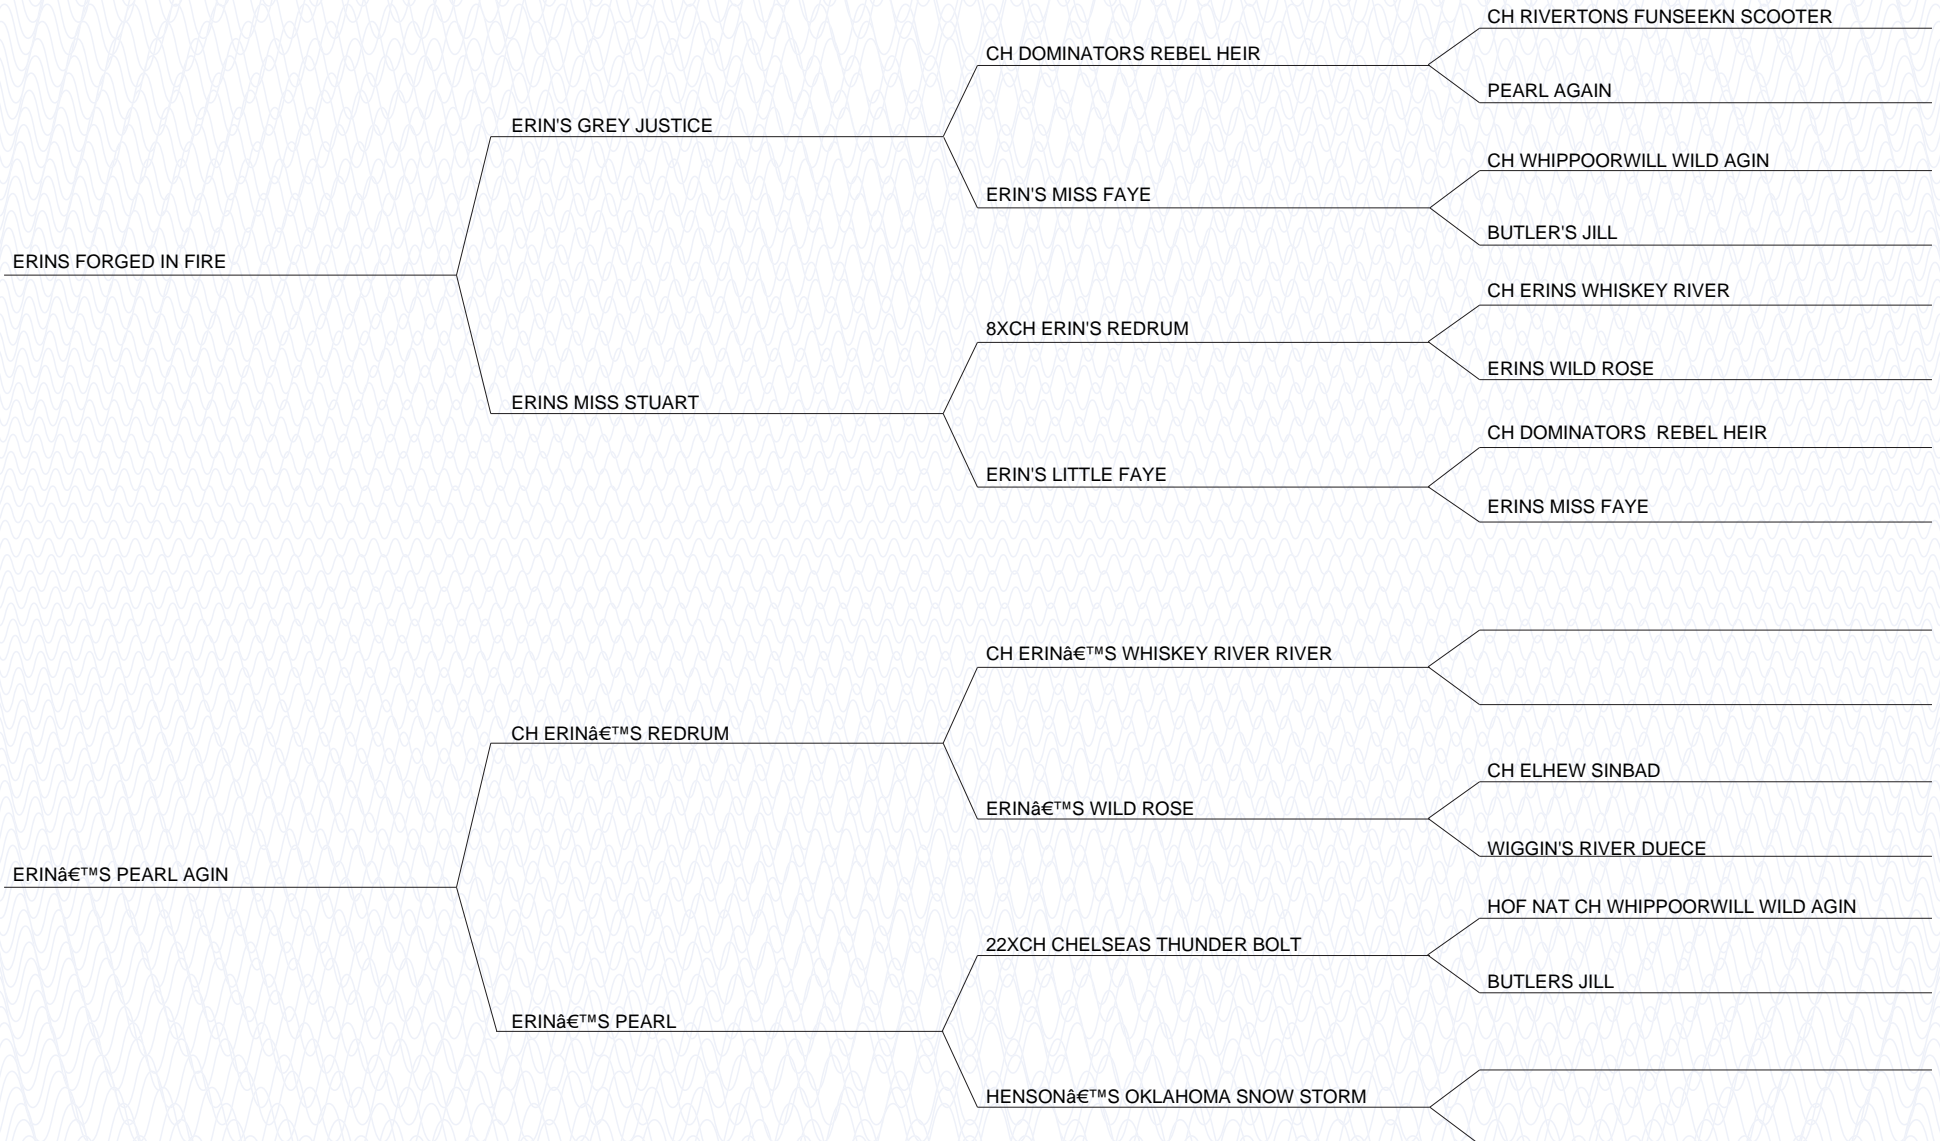 CH RIVERTONS FUNSEEKN SCOOTER
CH DOMINATORS REBEL HEIR
PEARL AGAIN
ERIN'S GREY JUSTICE
CH WHIPPOORWILL WILD AGIN
ERIN'S MISS FAYE
BUTLER'S JILL
ERINS FORGED IN FIRE
CH ERINS WHISKEY RIVER
8XCH ERIN'S REDRUM
ERINS WILD ROSE
ERINS MISS STUART
CH DOMINATORS  REBEL HEIR
ERIN'S LITTLE FAYE
ERINS MISS FAYE
CH ERINâ€™S WHISKEY RIVER RIVER
CH ERINâ€™S REDRUM
CH ELHEW SINBAD
ERINâ€™S WILD ROSE
WIGGIN'S RIVER DUECE
ERINâ€™S PEARL AGIN
HOF NAT CH WHIPPOORWILL WILD AGIN
22XCH CHELSEAS THUNDER BOLT
BUTLERS JILL
ERINâ€™S PEARL
HENSONâ€™S OKLAHOMA SNOW STORM